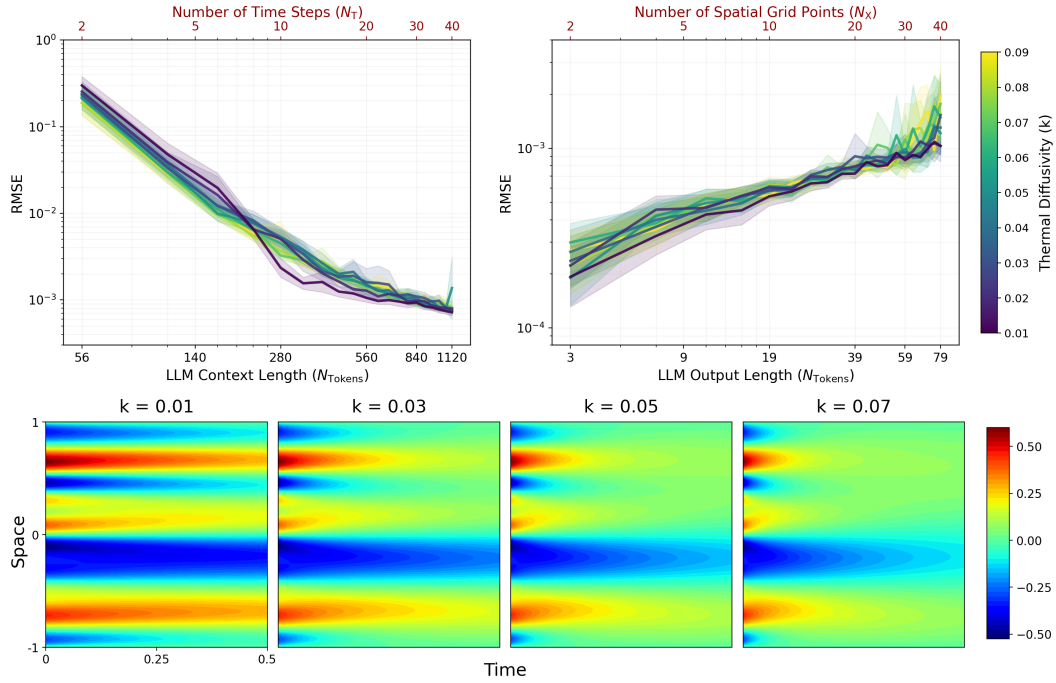 Number of Time Steps (N_T)
2 5 10 20 40
10^0
10^-1
10^-2
10^-3
RMSE
56 140 280 560 840 1120
LLM Context Length (N_Tokens)
Number of Spatial Grid Points (N_X)
2 5 10 20 30 40
10^-3
10^-4
RMSE
3 9 19 39 59 79
LLM Output Length (N_Tokens)
0.09
0.08
0.07
0.06
0.05
0.04
0.03
0.02
0.01
Thermal Diffusivity (k)
k = 0.01
k = 0.03
k = 0.05
k = 0.07
1
0
-1
Space
0 0.25 0.5
Time
0.50
0.25
0.00
−0.25
−0.50